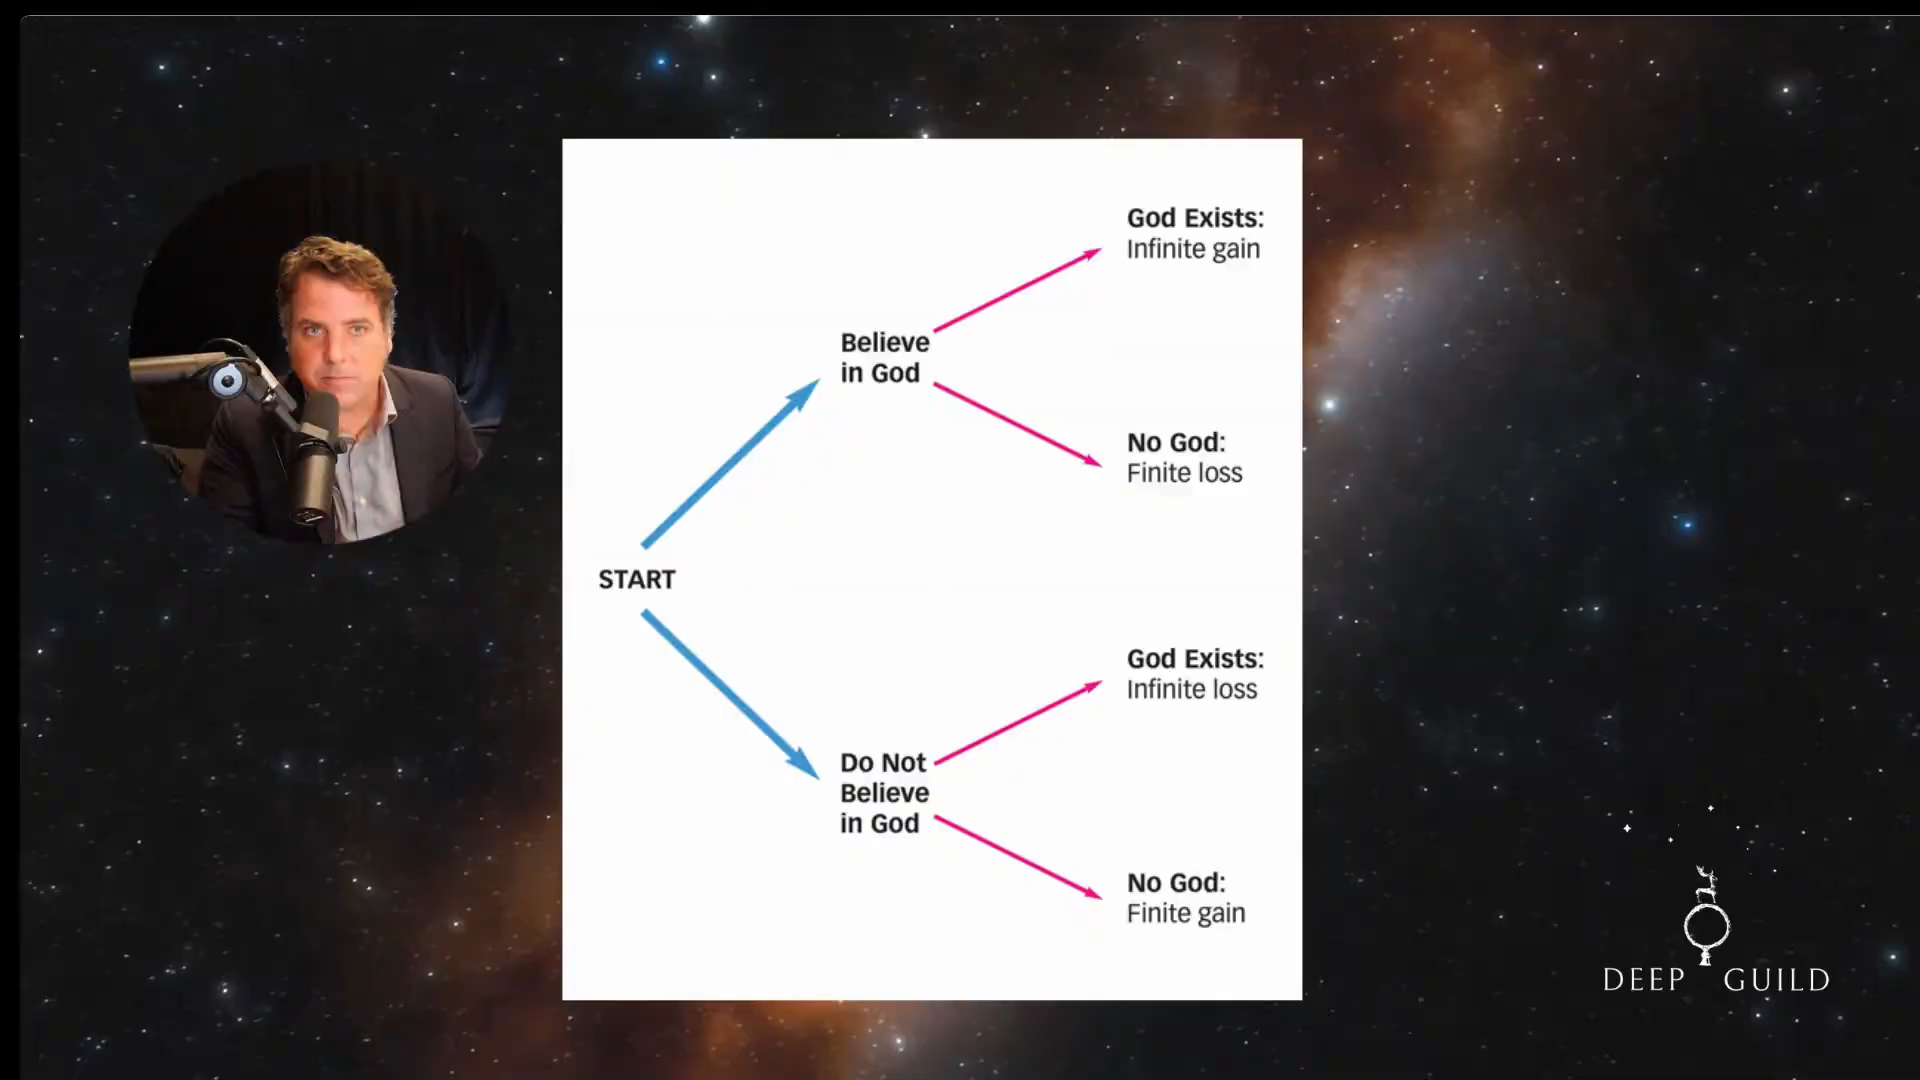 God Exists:
Infinite gain
Believe
in God
No God:
Finite loss
START
God Exists:
Infinite loss
Do Not
Believe
in God
No God:
Finite gain
DEEP GUILD